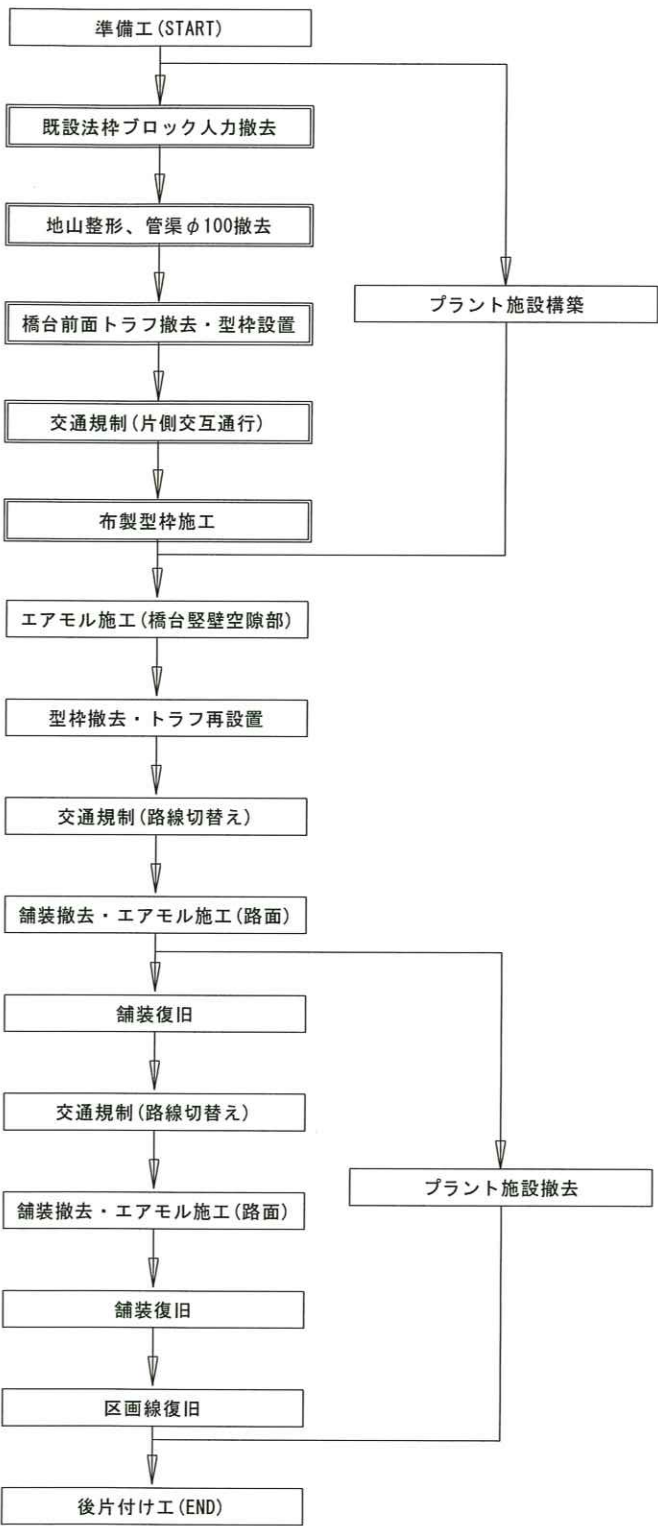 準備工(START)
既設法枠ブロック人力撤去
地山整形、管渠φ100撤去
プラント施設構築
橋台前面トラフ撤去・型枠設置
交通規制(片側交互通行)
布製型枠施工
エアモル施工(橋台竪壁空隙部)
型枠撤去・トラフ再設置
交通規制(路線切替え)
舗装撤去・エアモル施工(路面)
舗装復旧
交通規制(路線切替え)
プラント施設撤去
舗装撤去・エアモル施工(路面)
舗装復旧
区画線復旧
後片付け工(END)